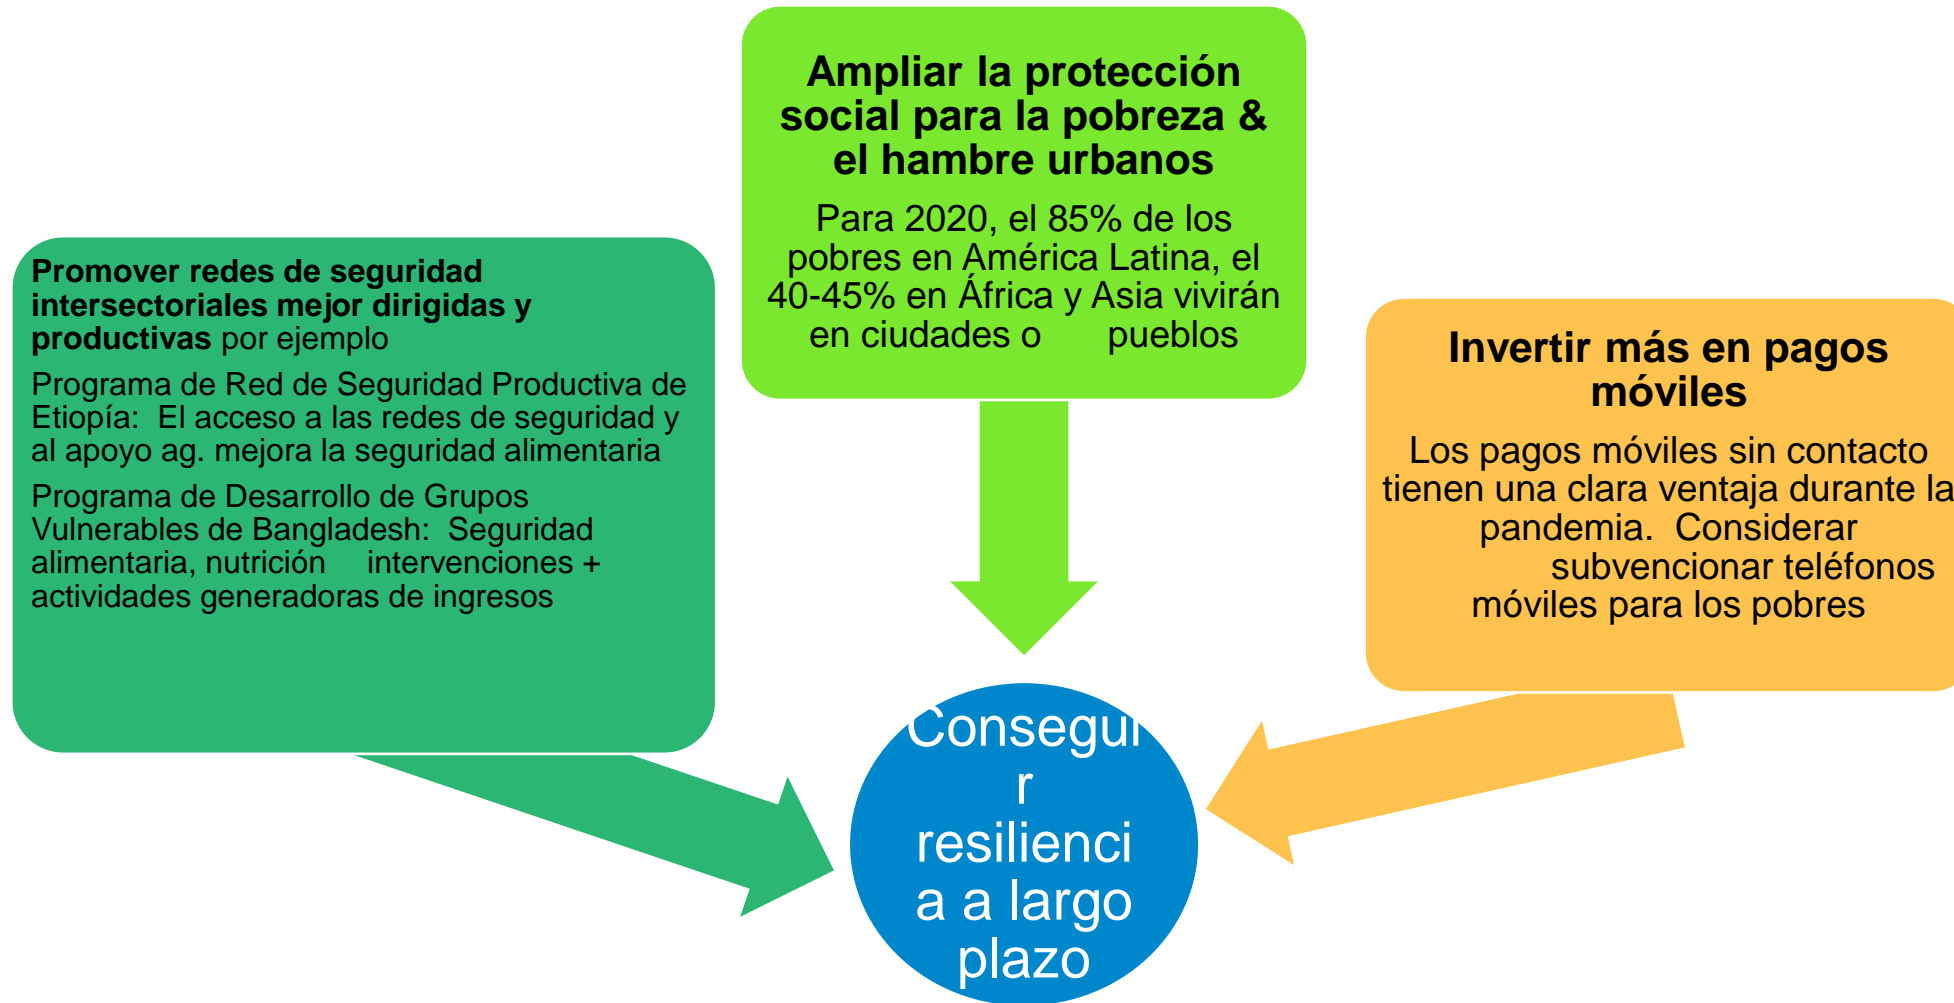 Ampliar la protección
social para la pobreza &
el hambre urbanos
Para 2020, el 85% de los
pobres en América Latina, el
40-45% en África y Asia vivirán
en ciudades o pueblos
Promover redes de seguridad
intersectoriales mejor dirigidas y
productivas por ejemplo
Programa de Red de Seguridad Productiva de
Etiopía: El acceso a las redes de seguridad y
al apoyo ag. mejora la seguridad alimentaria
Programa de Desarrollo de Grupos
Vulnerables de Bangladesh: Seguridad
alimentaria, nutrición intervenciones +
actividades generadoras de ingresos
Invertir más en pagos
móviles
Los pagos móviles sin contacto
tienen una clara ventaja durante la
pandemia. Considerar
subvencionar teléfonos
móviles para los pobres
Consegui
r
resilienci
a a largo
plazo